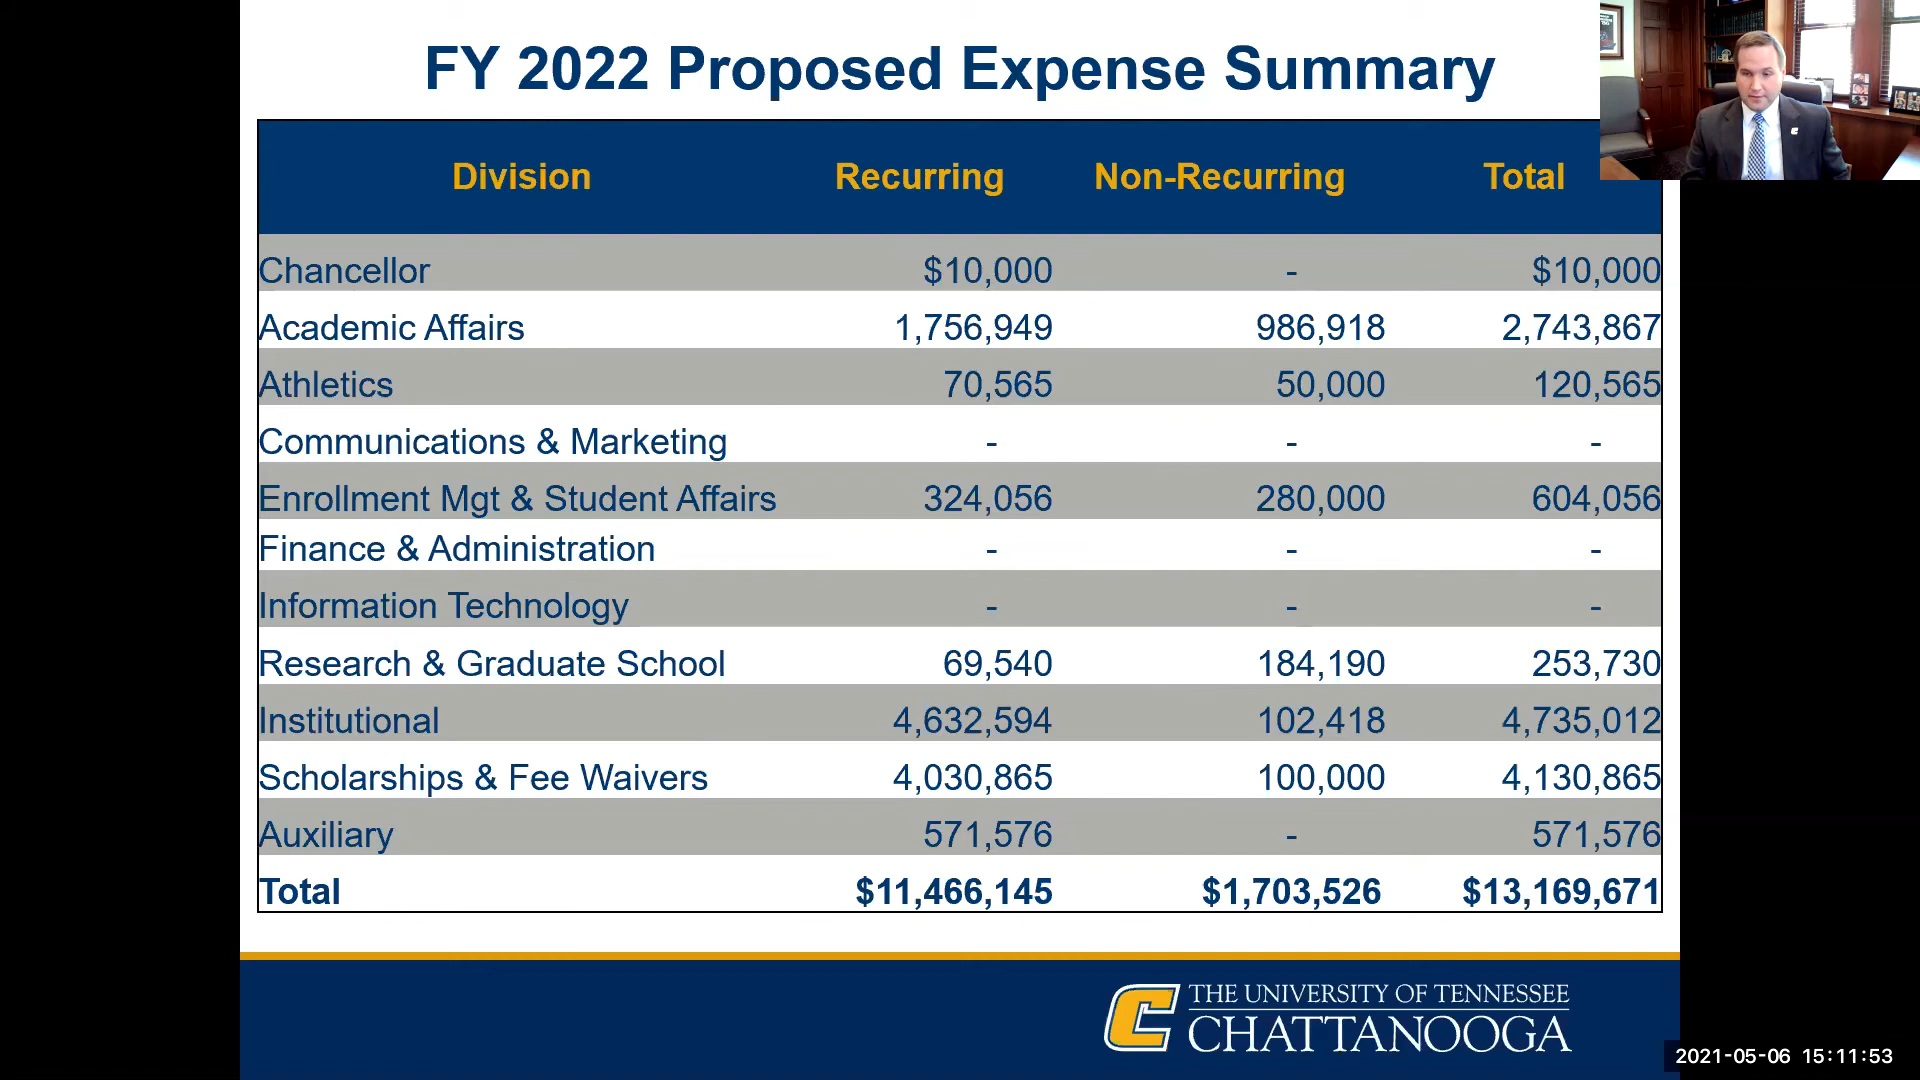 FY 2022 Proposed Expense Summary
Division Recurring Non-Recurring Total
Chancellor $10,000 - $10,000
Academic Affairs 1,756,949 986,918 2,743,867
Athletics 70,565 50,000 120,565
Communications & Marketing - - -
Enrollment Mgt & Student Affairs 324,056 280,000 604,056
Finance & Administration - - -
Information Technology - - -
Research & Graduate School 69,540 184,190 253,730
Institutional 4,632,594 102,418 4,735,012
Scholarships & Fee Waivers 4,030,865 100,000 4,130,865
Auxiliary 571,576 - 571,576
Total $11,466,145 $1,703,526 $13,169,671
C THE UNIVERSITY OF TENNESSEE
CHATTANOOGA
2021-05-06 15:11:53